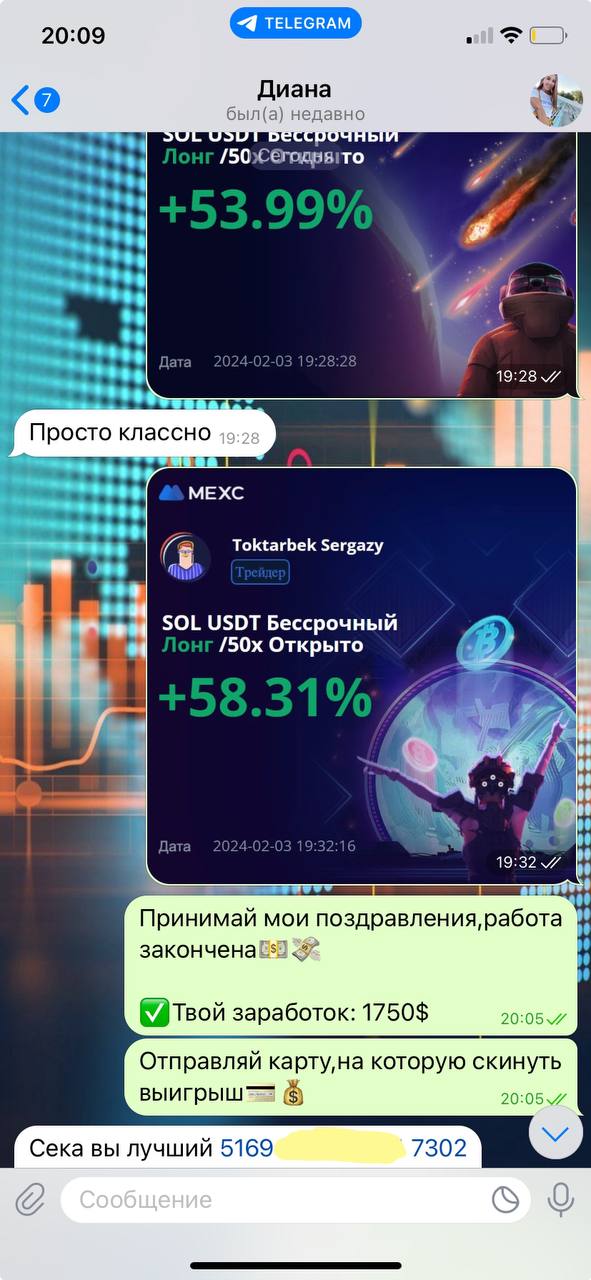 20:09
TELEGRAM
7
Диана
был(а) недавно
SOL USDT Бессрочный
Сегодня
Лонг /50x Открыто
+53.99%
Дата 2024-02-03 19:28:28
19:28
Просто классно 19:28
MEXC
Toktarbek Sergazy
Трейдер
SOL USDT Бессрочный
Лонг /50x Открыто
+58.31%
Дата 2024-02-03 19:32:16
19:32
Принимай мои поздравления,работа
закончена💵💸
✅Твой заработок: 1750$
20:05
Отправляй карту,на которую скинуть
выигрыш💳💰
20:05
Сека вы лучший 5169 7302
Сообщение